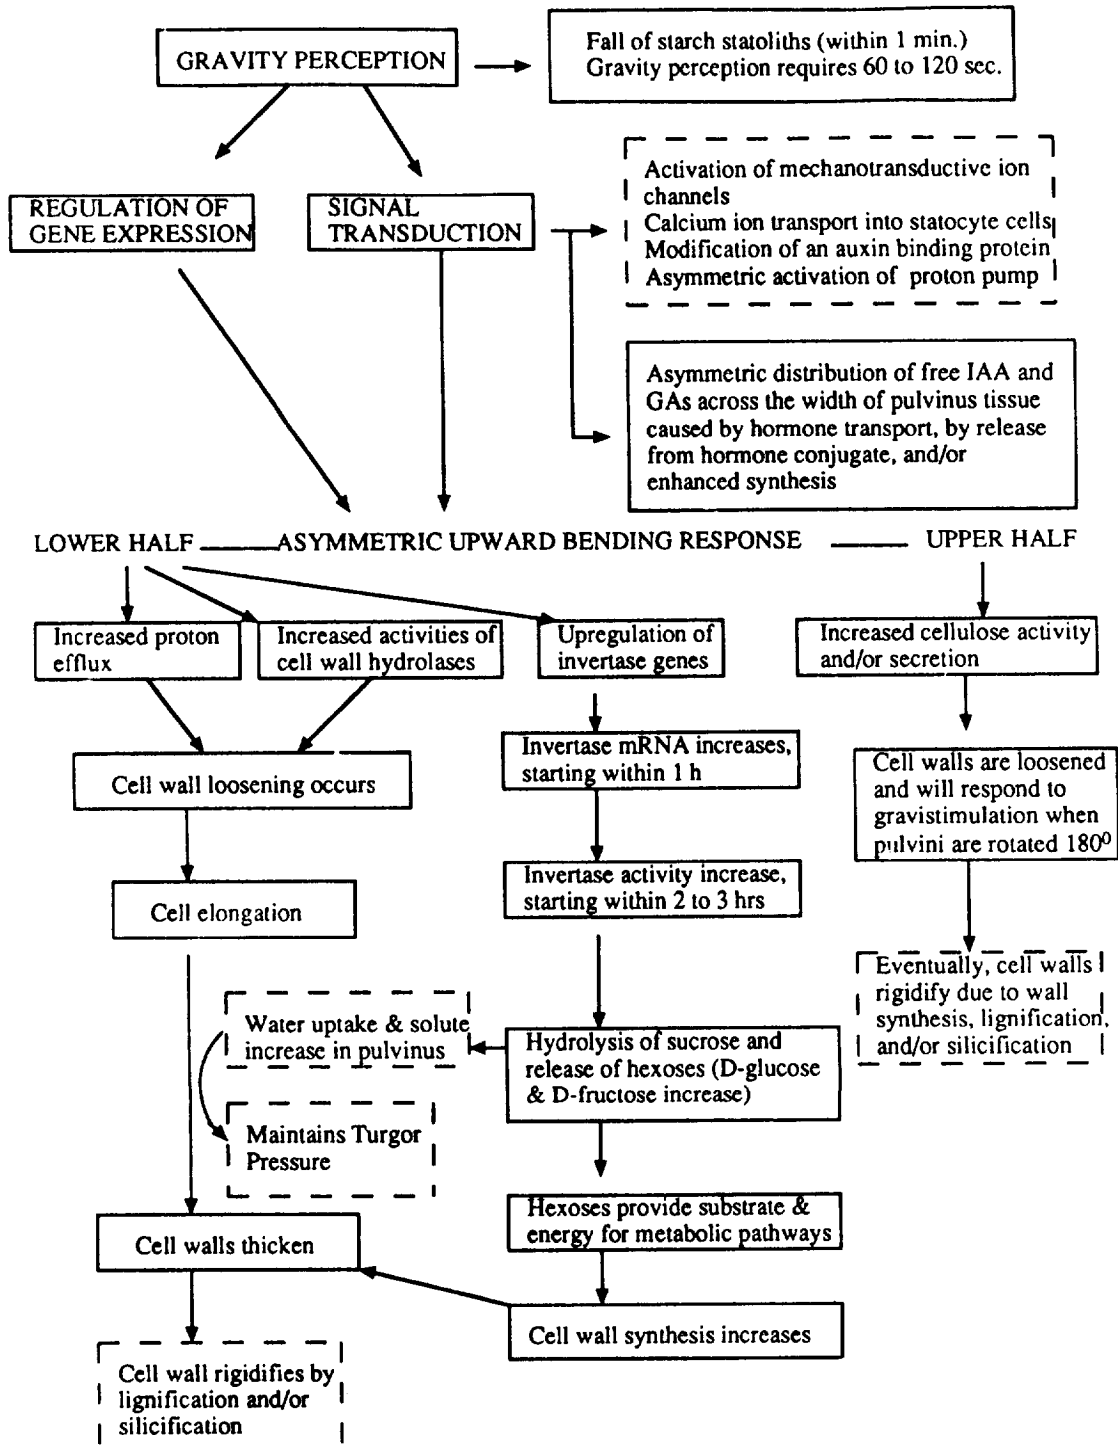 GRAVITY PERCEPTION
Fall of starch statoliths (within 1 min.)
Gravity perception requires 60 to 120 sec.
REGULATION OF
GENE EXPRESSION
SIGNAL
TRANSDUCTION
Activation of mechanotransductive ion
channels
Calcium ion transport into statocyte cells
Modification of an auxin binding protein
Asymmetric activation of proton pump
Asymmetric distribution of free IAA and
GAs across the width of pulvinus tissue
caused by hormone transport, by release
from hormone conjugate, and/or
enhanced synthesis
LOWER HALF ASYMMETRIC UPWARD BENDING RESPONSE UPPER HALF
Increased proton
efflux
Increased activities of
cell wall hydrolases
Upregulation of
invertase genes
Increased cellulose activity
and/or secretion
Cell wall loosening occurs
Invertase mRNA increases,
starting within 1 h
Cell walls are loosened
and will respond to
gravistimulation when
pulvini are rotated 180º
Cell elongation
Invertase activity increase,
starting within 2 to 3 hrs
Eventually, cell walls
rigidify due to wall
synthesis, lignification,
and/or silicification
Water uptake & solute
increase in pulvinus
Hydrolysis of sucrose and
release of hexoses (D-glucose
& D-fructose increase)
Maintains Turgor
Pressure
Hexoses provide substrate &
energy for metabolic pathways
Cell walls thicken
Cell wall synthesis increases
Cell wall rigidifies by
lignification and/or
silicification